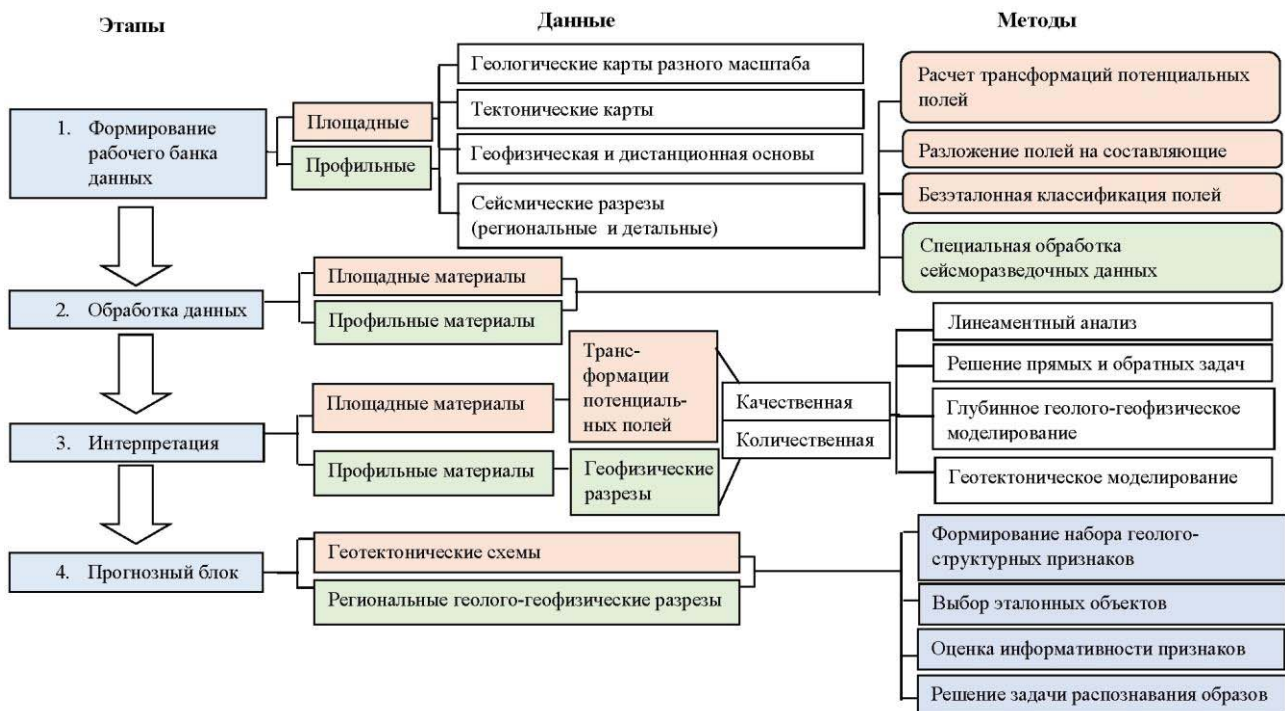 Этапы
Данные
Методы
1. Формирование
рабочего банка
данных
Площадные
Профильные
Геологические карты разного масштаба
Тектонические карты
Геофизическая и дистанционная основы
Сейсмические разрезы
(региональные и детальные)
Расчет трансформаций потенциальных
полей
Разложение полей на составляющие
Безэталонная классификация полей
Специальная обработка
сейсморазведочных данных
2. Обработка данных
Площадные материалы
Профильные материалы
3. Интерпретация
Площадные материалы
Профильные материалы
Транс-
формации
потенциаль-
ных полей
Геофизические
разрезы
Качественная
Количественная
Линеаментный анализ
Решение прямых и обратных задач
Глубинное геолого-геофизическое
моделирование
Геотектоническое моделирование
4. Прогнозный блок
Геотектонические схемы
Региональные геолого-геофизические разрезы
Формирование набора геолого-
структурных признаков
Выбор эталонных объектов
Оценка информативности признаков
Решение задачи распознавания образов